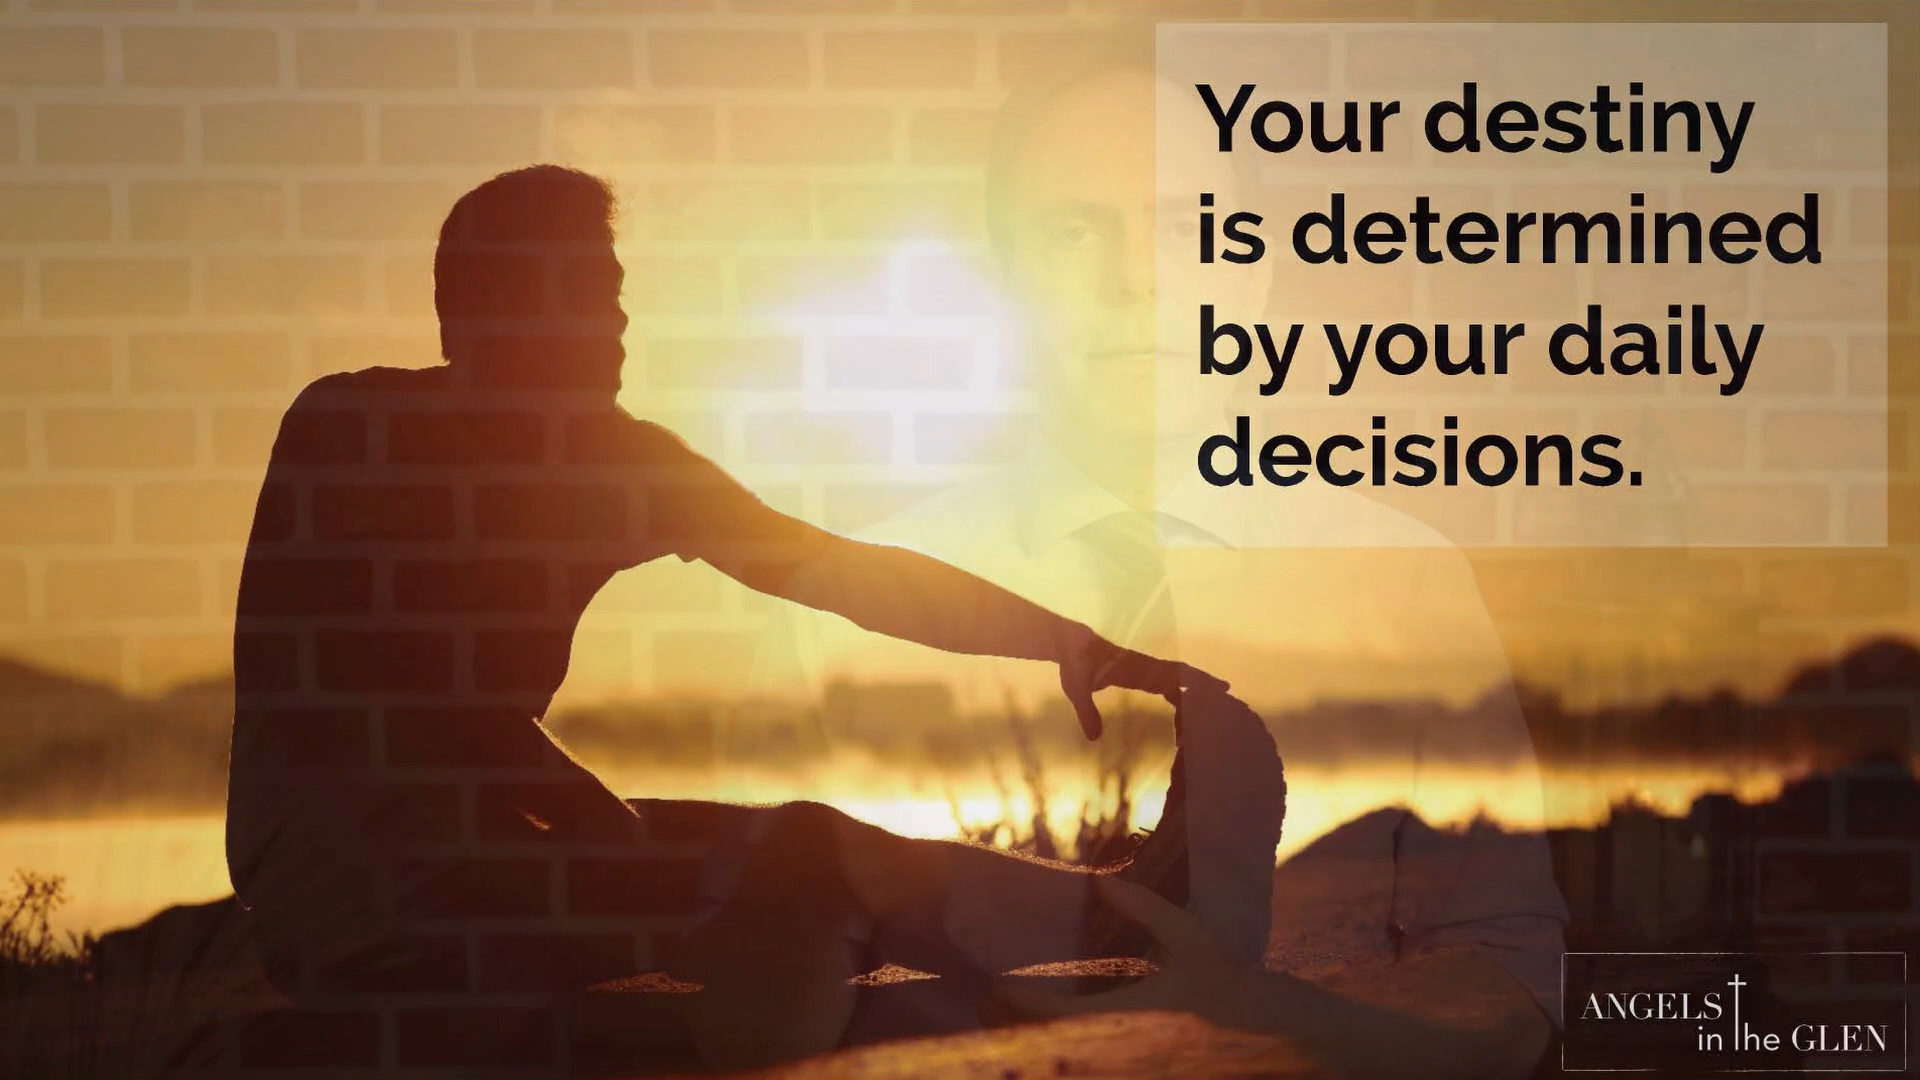 Your destiny
is determined
by your daily
decisions.
ANGELS
in the GLEN